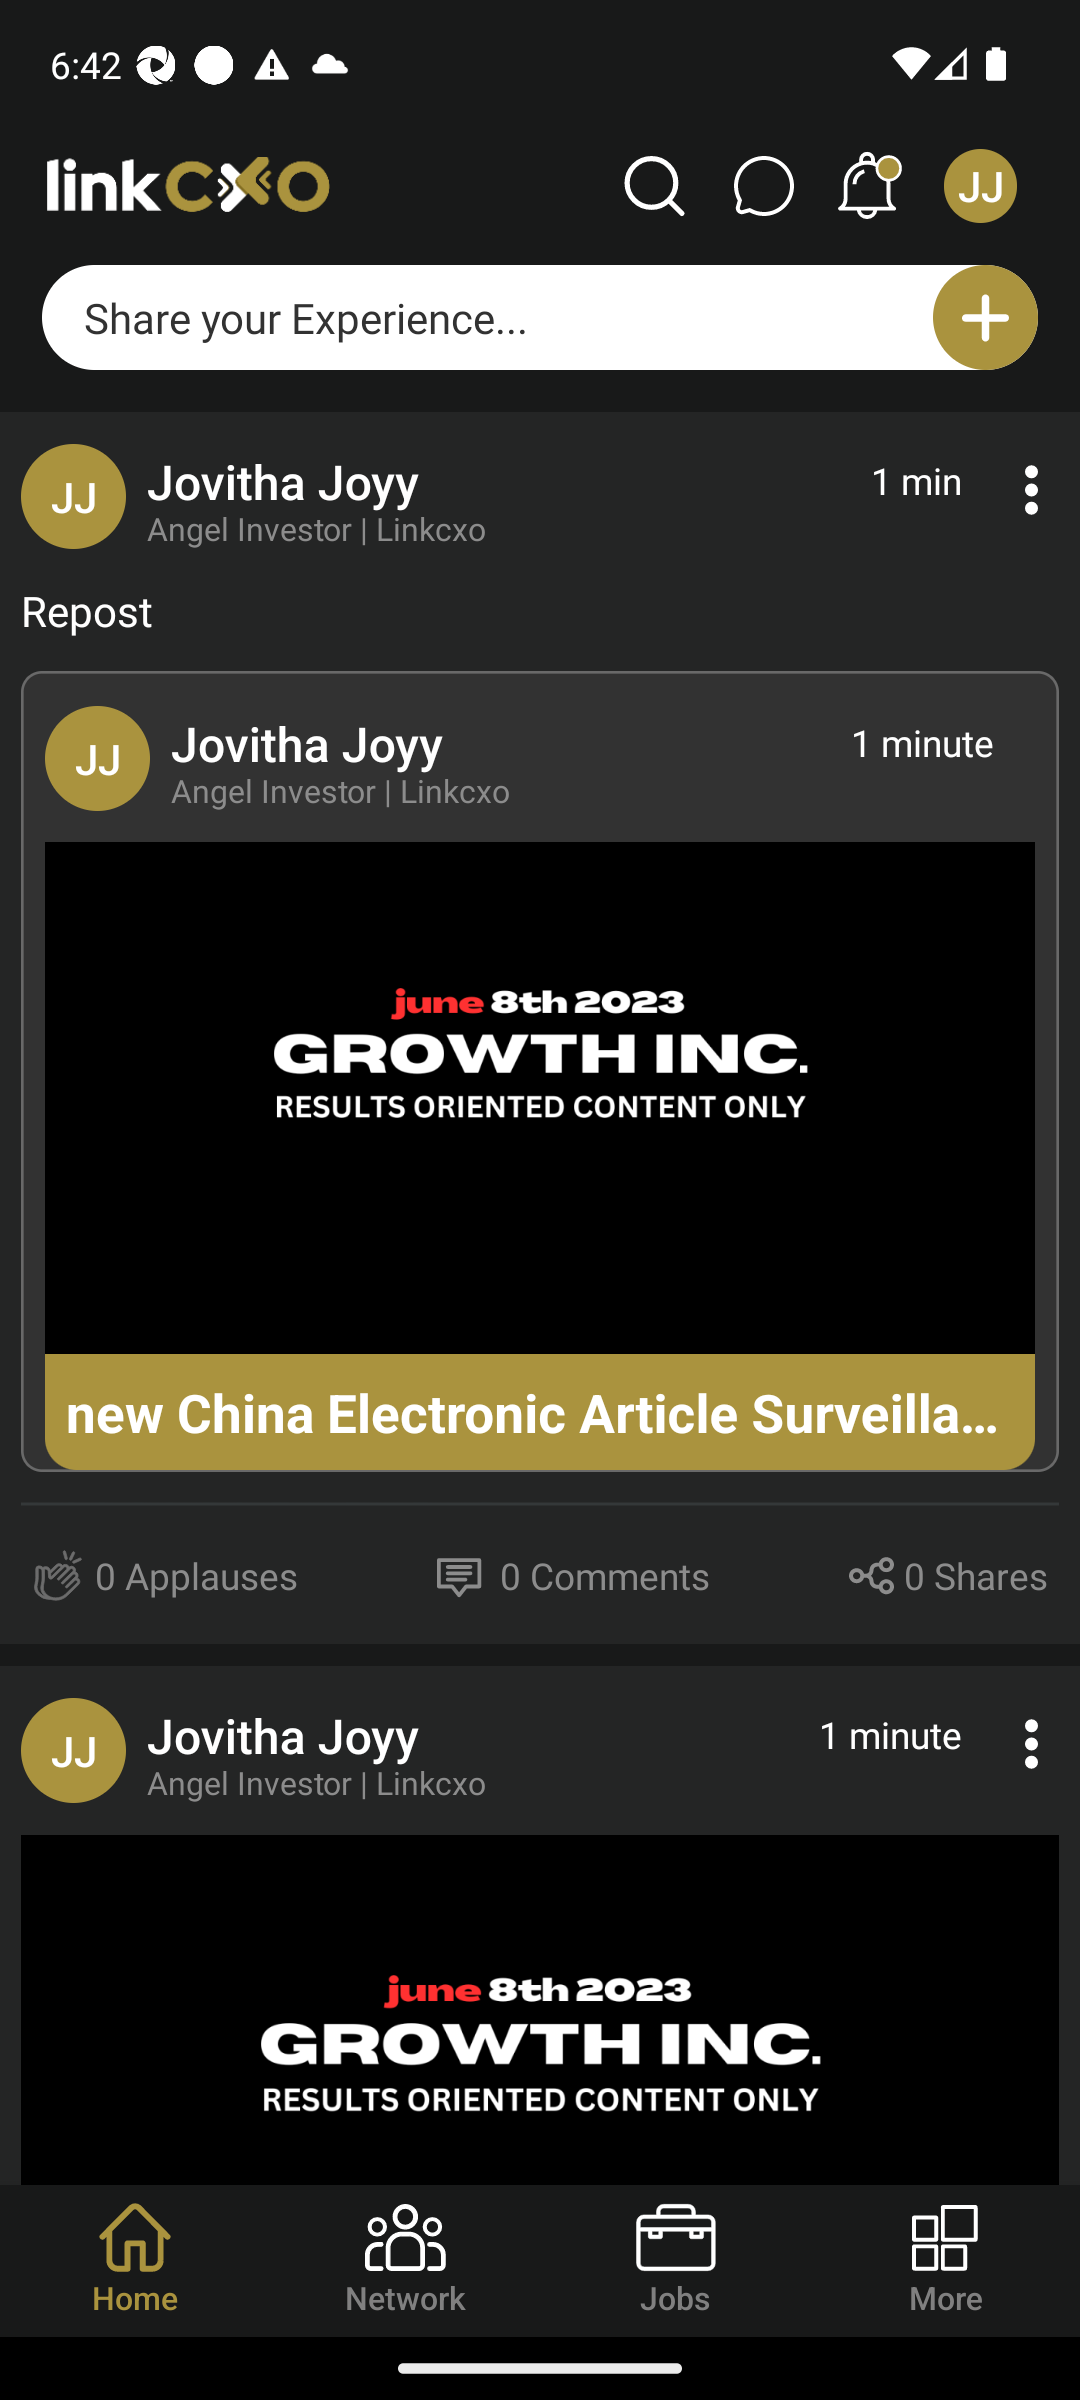 6:42
linkcxo
JJ
Share your Experience...
JJ
Jovitha Joyy
1 min
Angel Investor | Linkcxo
Repost
JJ
Jovitha Joyy
1 minute
Angel Investor | Linkcxo
june 8th 2023
GROWTH INC.
RESULTS ORIENTED CONTENT ONLY
new China Electronic Article Surveilla...
0 Applauses
0 Comments
0 Shares
JJ
Jovitha Joyy
1 minute
Angel Investor | Linkcxo
june 8th 2023
GROWTH INC.
RESULTS ORIENTED CONTENT ONLY
Home
Network
Jobs
More